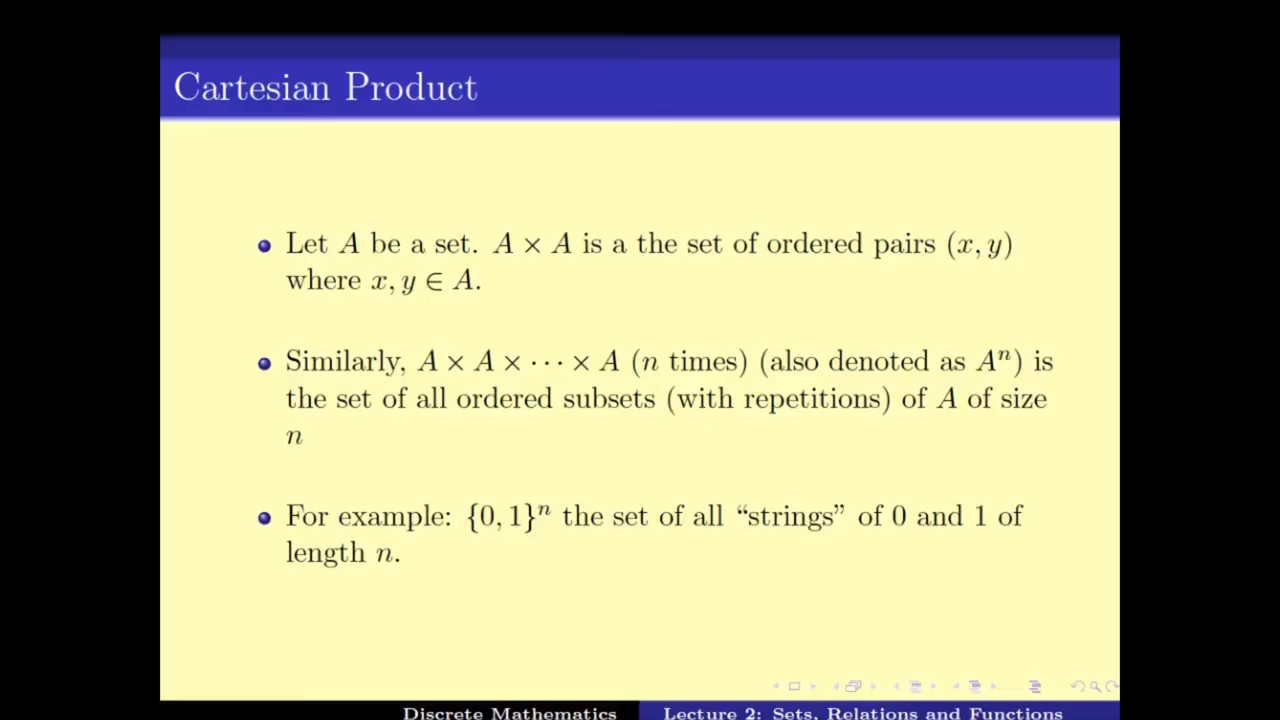 Cartesian Product
Let A be a set. A × A is a the set of ordered pairs (x, y)
where x, y ∈ A.
Similarly, A × A × ··· × A (n times) (also denoted as Aⁿ) is
the set of all ordered subsets (with repetitions) of A of size
n
For example: {0, 1}ⁿ the set of all “strings” of 0 and 1 of
length n.
Discrete Mathematics
Lecture 2: Sets, Relations and Functions